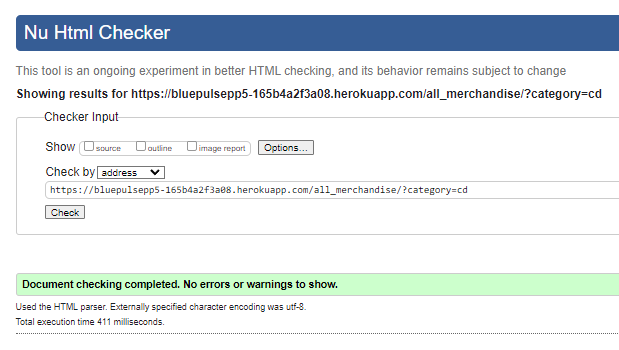 Nu Html Checker
This tool is an ongoing experiment in better HTML checking, and its behavior remains subject to change
Showing results for https://bluepulsepp5-165b4a2f3a08.herokuapp.com/all_merchandise/?category=cd
Checker Input
Show source outline image report Options...
Check by address
https://bluepulsepp5-165b4a2f3a08.herokuapp.com/all_merchandise/?category=cd
Check
Document checking completed. No errors or warnings to show.
Used the HTML parser. Externally specified character encoding was utf-8.
Total execution time 411 milliseconds.